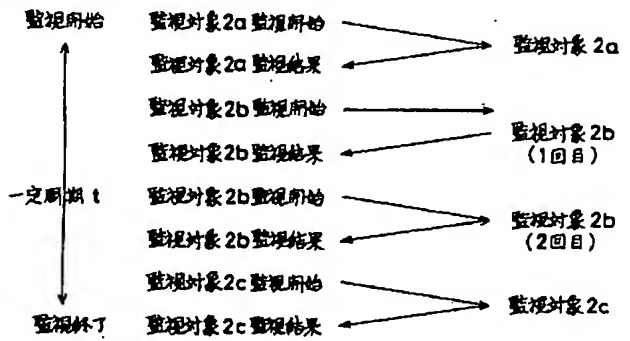 監視開始
監視対象2a監視開始
監視対象2a
監視対象2a監視結果
監視対象2b監視開始
監視対象2b
(1回目)
監視対象2b監視結果
一定周期t
監視対象2b監視開始
監視対象2b
(2回目)
監視対象2b監視結果
監視対象2c監視開始
監視対象2c
監視終了
監視対象2c監視結果